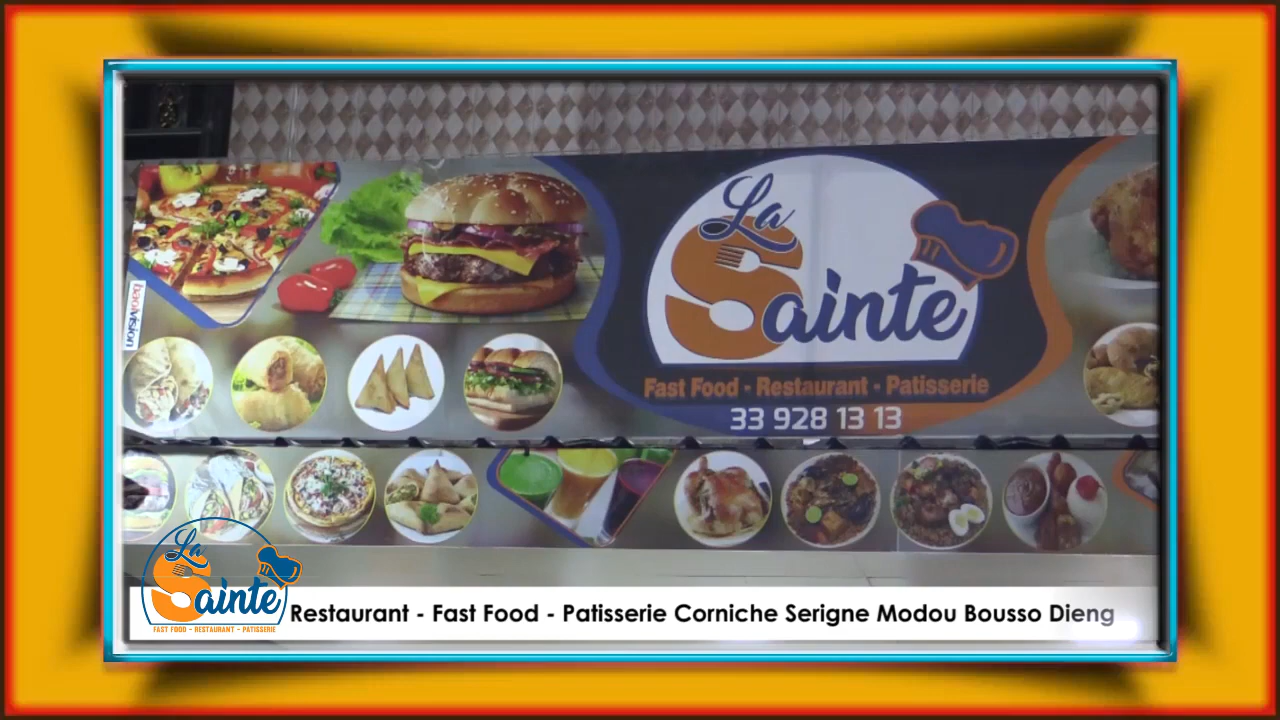 La
Sainte
Fast Food - Restaurant - Patisserie
33 928 13 13
baolvision
La
Sainte
FAST FOOD - RESTAURANT - PATISSERIE
Restaurant - Fast Food - Patisserie Corniche Serigne Modou Bousso Dieng